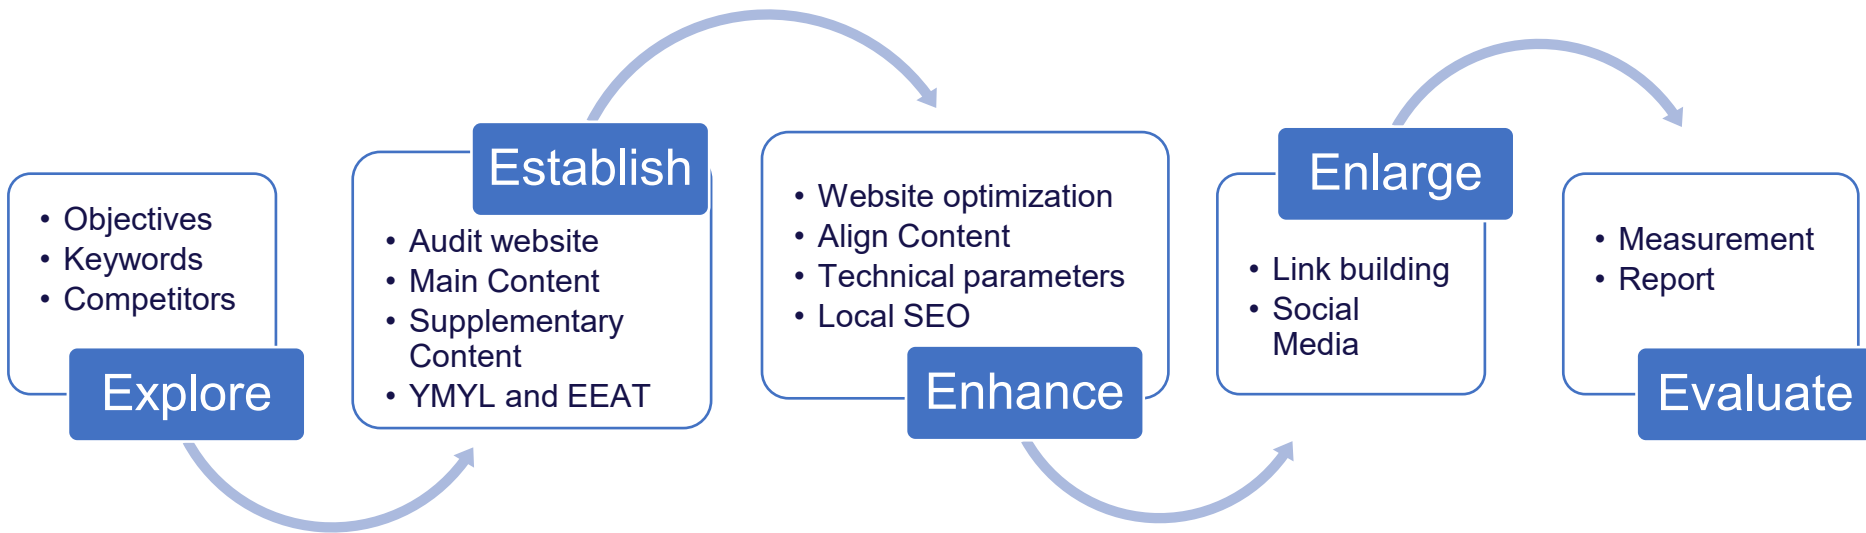 • Objectives
• Keywords
• Competitors
Explore
Establish
• Audit website
• Main Content
• Supplementary
Content
• YMYL and EEAT
• Website optimization
• Align Content
• Technical parameters
• Local SEO
Enhance
Enlarge
• Link building
• Social
Media
• Measurement
• Report
Evaluate